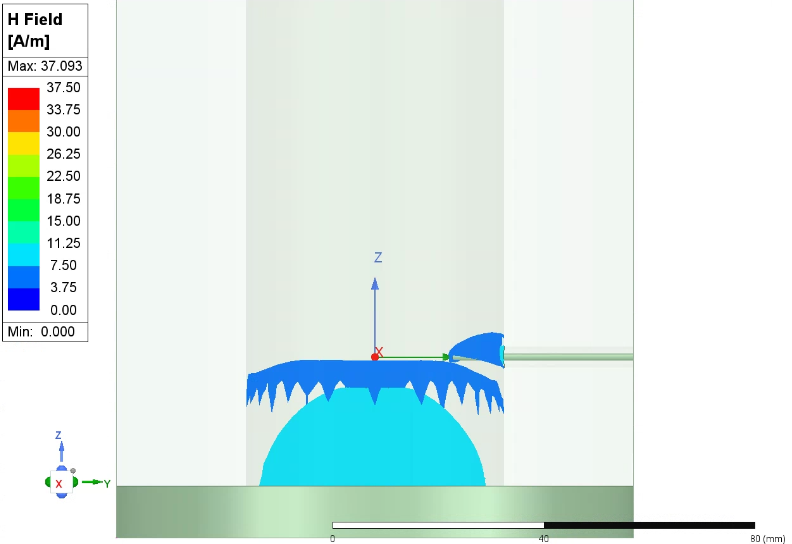 H Field
[A/m]
Max: 37.093
37.50
33.75
30.00
26.25
22.50
18.75
15.00
11.25
7.50
3.75
0.00
Min: 0.000
Z
X
Z
X
Y
0 40 80 (mm)